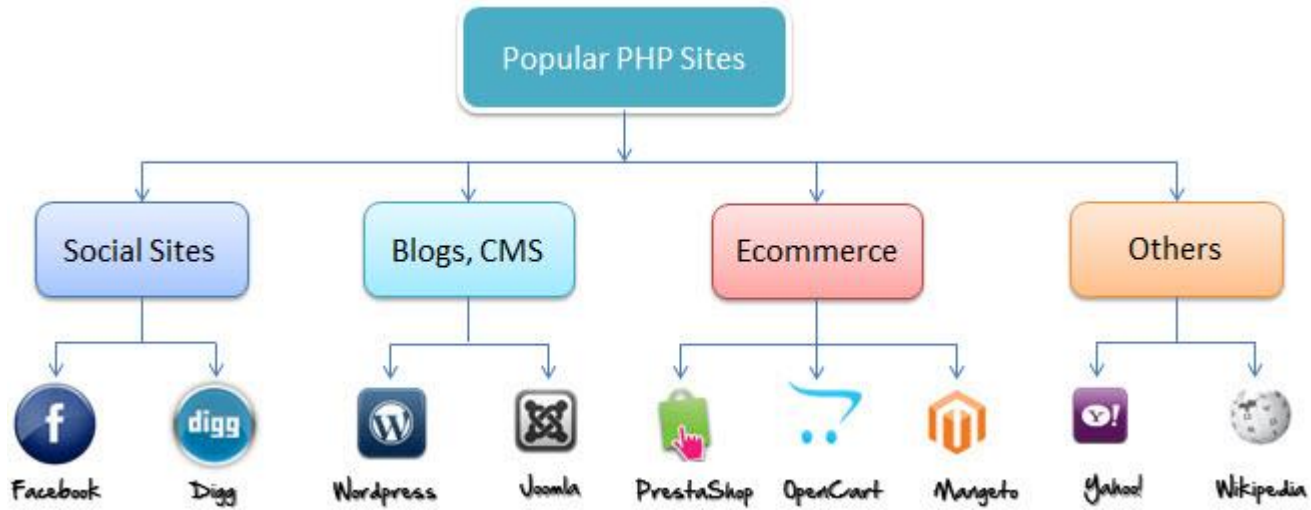 Popular PHP Sites
Social Sites
Blogs, CMS
Ecommerce
Others
f
digg
W
Y!
Facebook
Digg
Wordpress
Joomla
PrestaShop
OpenCart
Mangeto
Yahoo!
Wikipedia